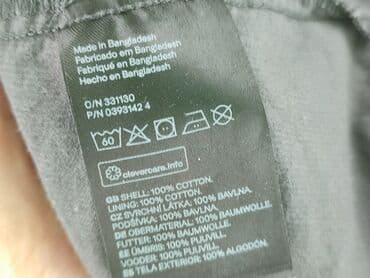 Made in Bangladesh
Fabricado em Bangladesh
Fabriqué en Bangladesh
Hecho en Bangladesh
O/N 331130
P/N 0393142 4
60
clevercare.info
GB SHELL: 100% COTTON.
LINING: 100% COTTON.
CZ SVRCHNÍ LÁTKA: 100% BAVLNA.
PODŠÍVKA: 100% BAVLNA.
DE OBERMATERIAL: 100% BAUMWOLLE.
FUTTER: 100% BAUMWOLLE.
EE ÜMBRIS: 100% PUUVILL.
VOODER: 100% PUUVILL.
ES TELA EXTERIOR: 100% ALGODÓN.